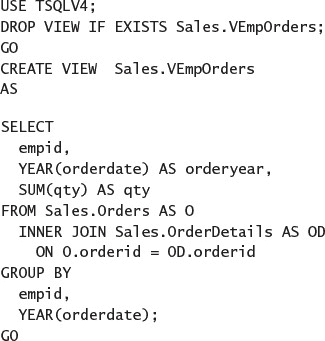 USE TSQLV4;
DROP VIEW IF EXISTS Sales.VEmpOrders;
GO
CREATE VIEW  Sales.VEmpOrders
AS

SELECT
  empid,
  YEAR(orderdate) AS orderyear,
  SUM(qty) AS qty
FROM Sales.Orders AS O
  INNER JOIN Sales.OrderDetails AS OD
    ON O.orderid = OD.orderid
GROUP BY
  empid,
  YEAR(orderdate);
GO